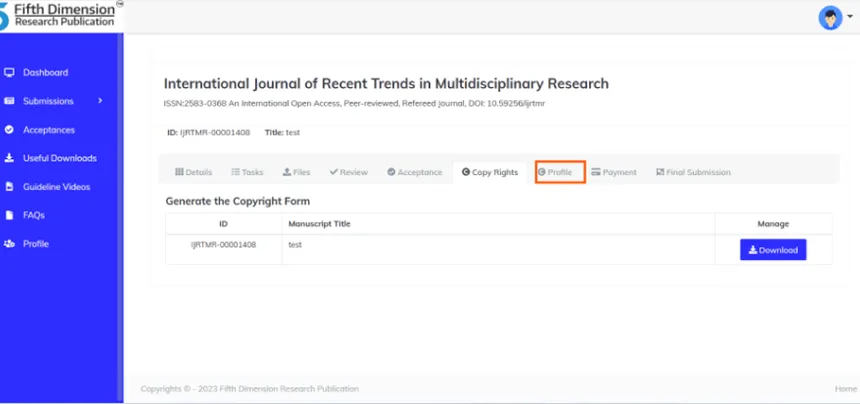 Fifth Dimension
Research Publication
Dashboard
Submissions
Acceptances
Useful Downloads
Guideline Videos
FAQs
Profile
International Journal of Recent Trends in Multidisciplinary Research
ISSN:2583-0368 An International Open Access, Peer-reviewed, Refereed journal, DOI: 10.59256/ijrtmr
ID: IJRTMR-00001408 Title: test
Details Tasks Files Review Acceptance Copy Rights Profile Payment Final Submission
Generate the Copyright Form
ID Manuscript Title Manage
IJRTMR-00001408 test Download
Copyrights © - 2023 Fifth Dimension Research Publication Home